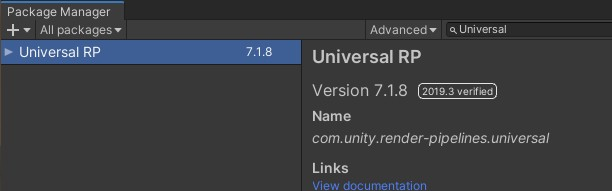 Package Manager
+ All packages Advanced Universal
Universal RP 7.1.8
Universal RP
Version 7.1.8 2019.3 verified
Name
com.unity.render-pipelines.universal
Links
View documentation